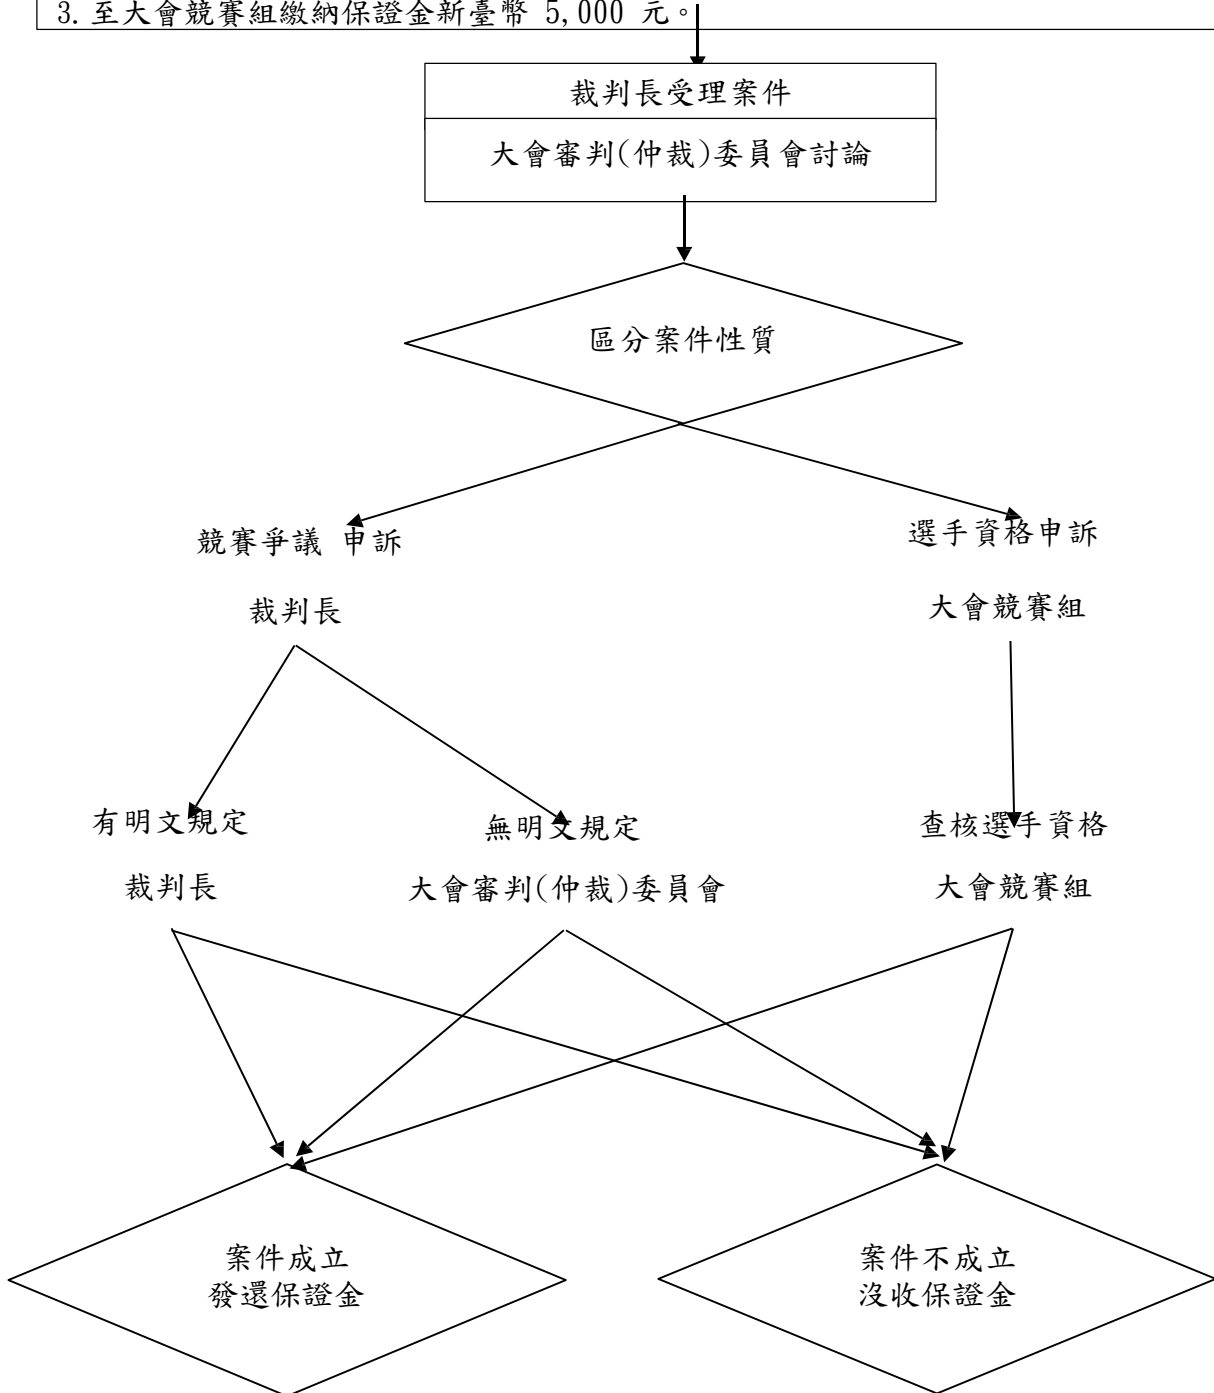 3. 至大會競賽組繳納保證金新臺幣 5,000 元。
裁判長受理案件
大會審判(仲裁)委員會討論
區分案件性質
競賽爭議 申訴
裁判長
選手資格申訴
大會競賽組
有明文規定
裁判長
無明文規定
大會審判(仲裁)委員會
查核選手資格
大會競賽組
案件成立
發還保證金
案件不成立
沒收保證金